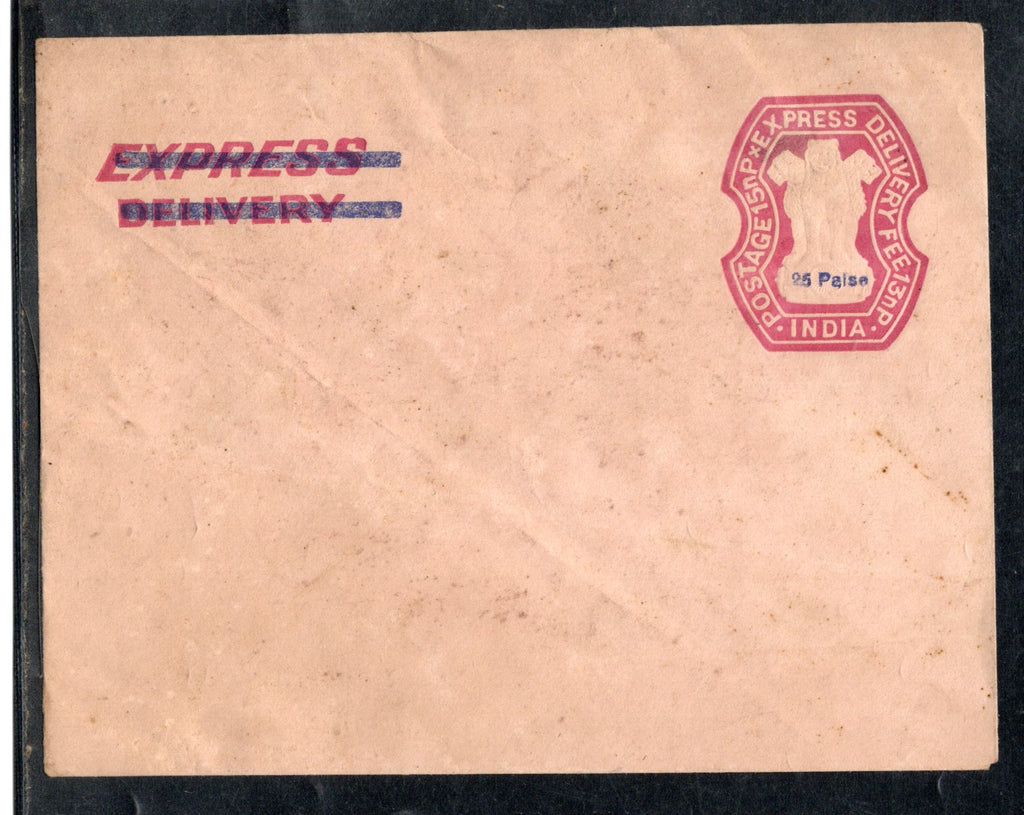 EXPRESS
DELIVERY
POSTAGE 15nP × EXPRESS DELIVERY FEE 13nP
25 Paise
· INDIA ·